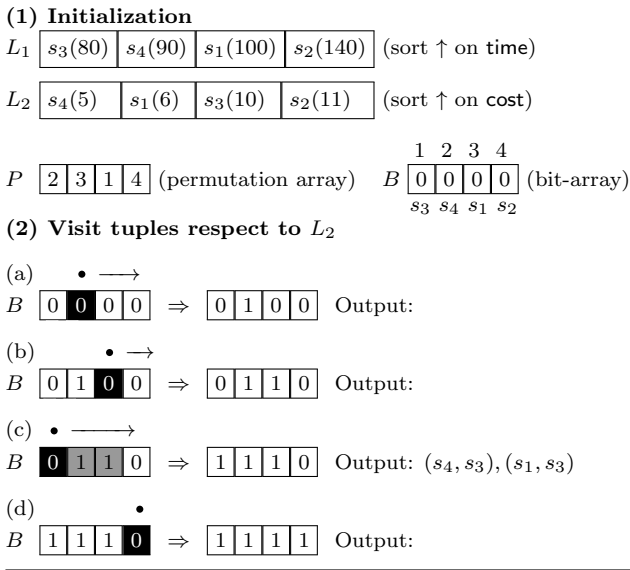 (1) Initialization
L₁ s₃(80) s₄(90) s₁(100) s₂(140) (sort ↑ on time)
L₂ s₄(5) s₁(6) s₃(10) s₂(11) (sort ↑ on cost)
1 2 3 4
P 2 3 1 4 (permutation array) B 0 0 0 0 (bit-array)
s₃ s₄ s₁ s₂
(2) Visit tuples respect to L₂
(a) • ⟶
B 0 0 0 0 ⇒ 0 1 0 0 Output:
(b) • ⟶
B 0 1 0 0 ⇒ 0 1 1 0 Output:
(c) • ⟶
B 0 1 1 0 ⇒ 1 1 1 0 Output: (s₄, s₃), (s₁, s₃)
(d) •
B 1 1 1 0 ⇒ 1 1 1 1 Output: